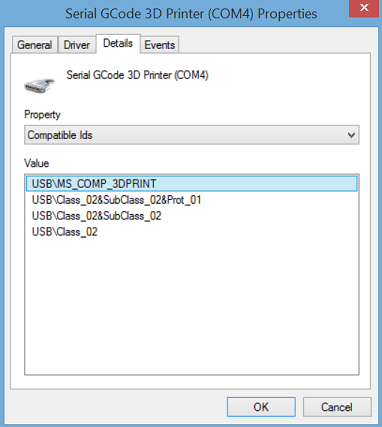 Serial GCode 3D Printer (COM4) Properties
General Driver Details Events
Serial GCode 3D Printer (COM4)
Property
Compatible Ids
Value
USB\MS_COMP_3DPRINT
USB\Class_02&SubClass_02&Prot_01
USB\Class_02&SubClass_02
USB\Class_02
OK Cancel